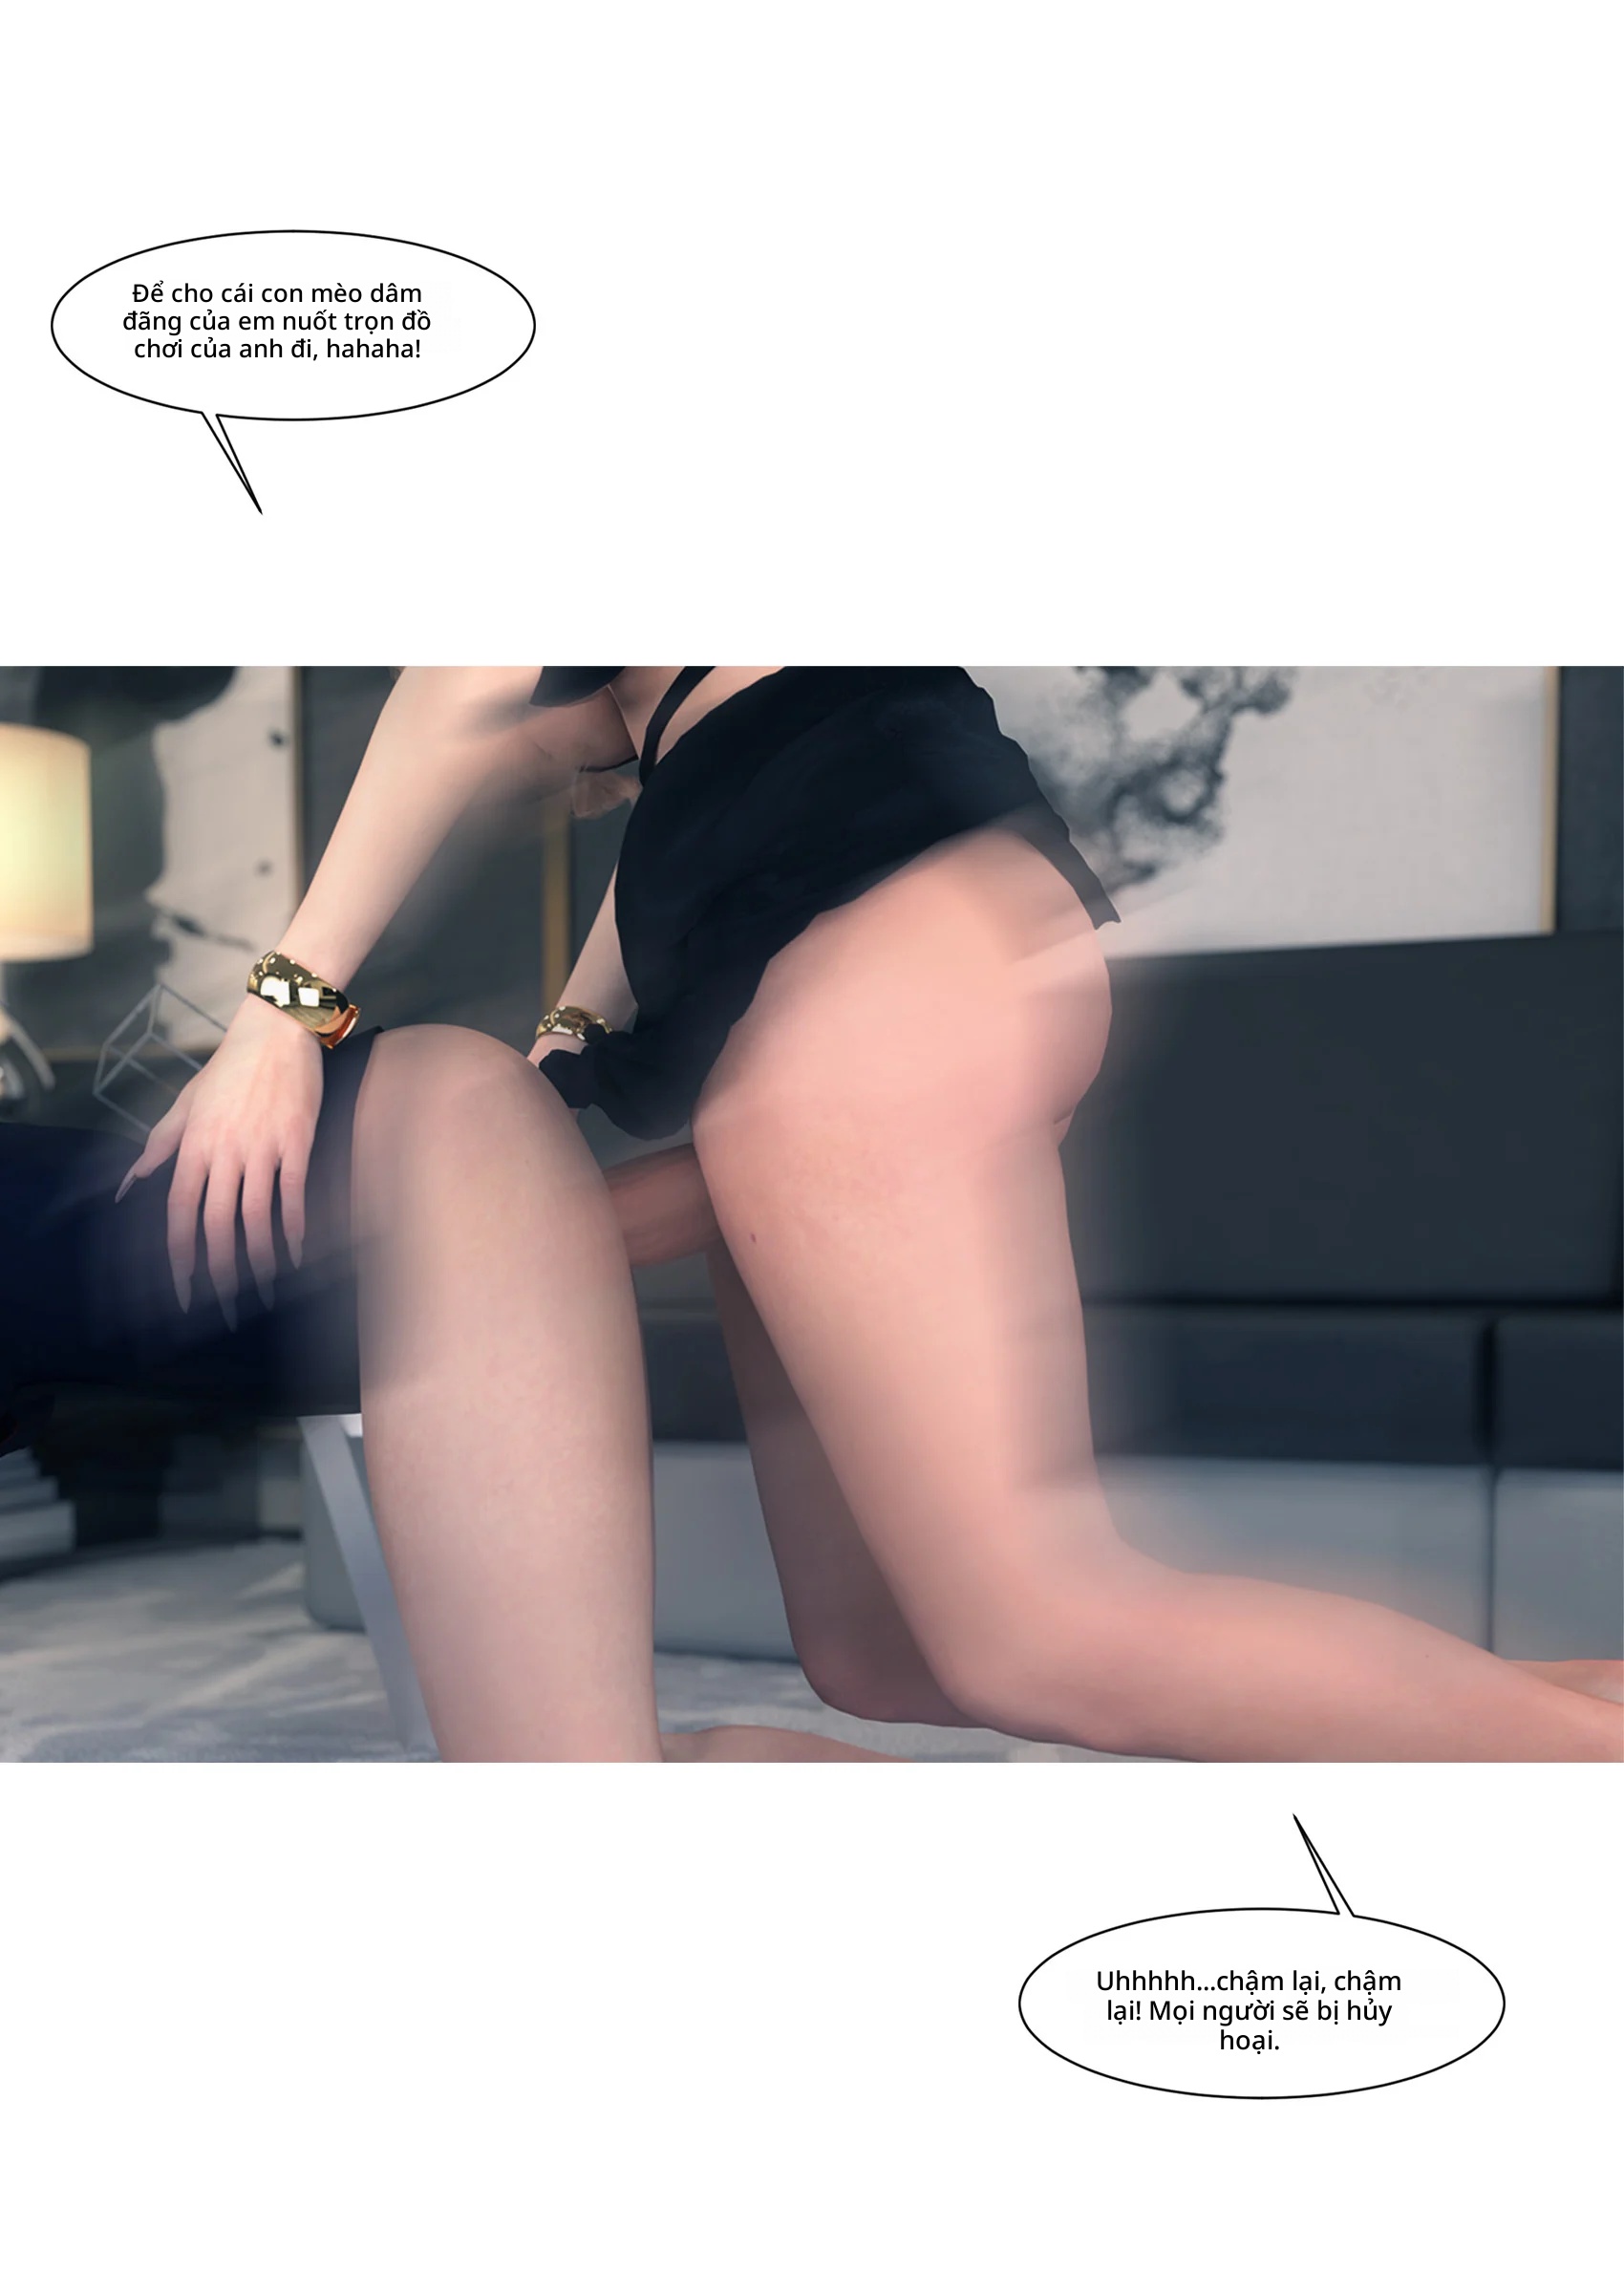 Để cho cái con mèo dâm
đãng của em nuốt trọn đồ
chơi của anh đi, hahaha!
Uhhhhh...chậm lại, chậm
lại! Mọi người sẽ bị hủy
hoại.